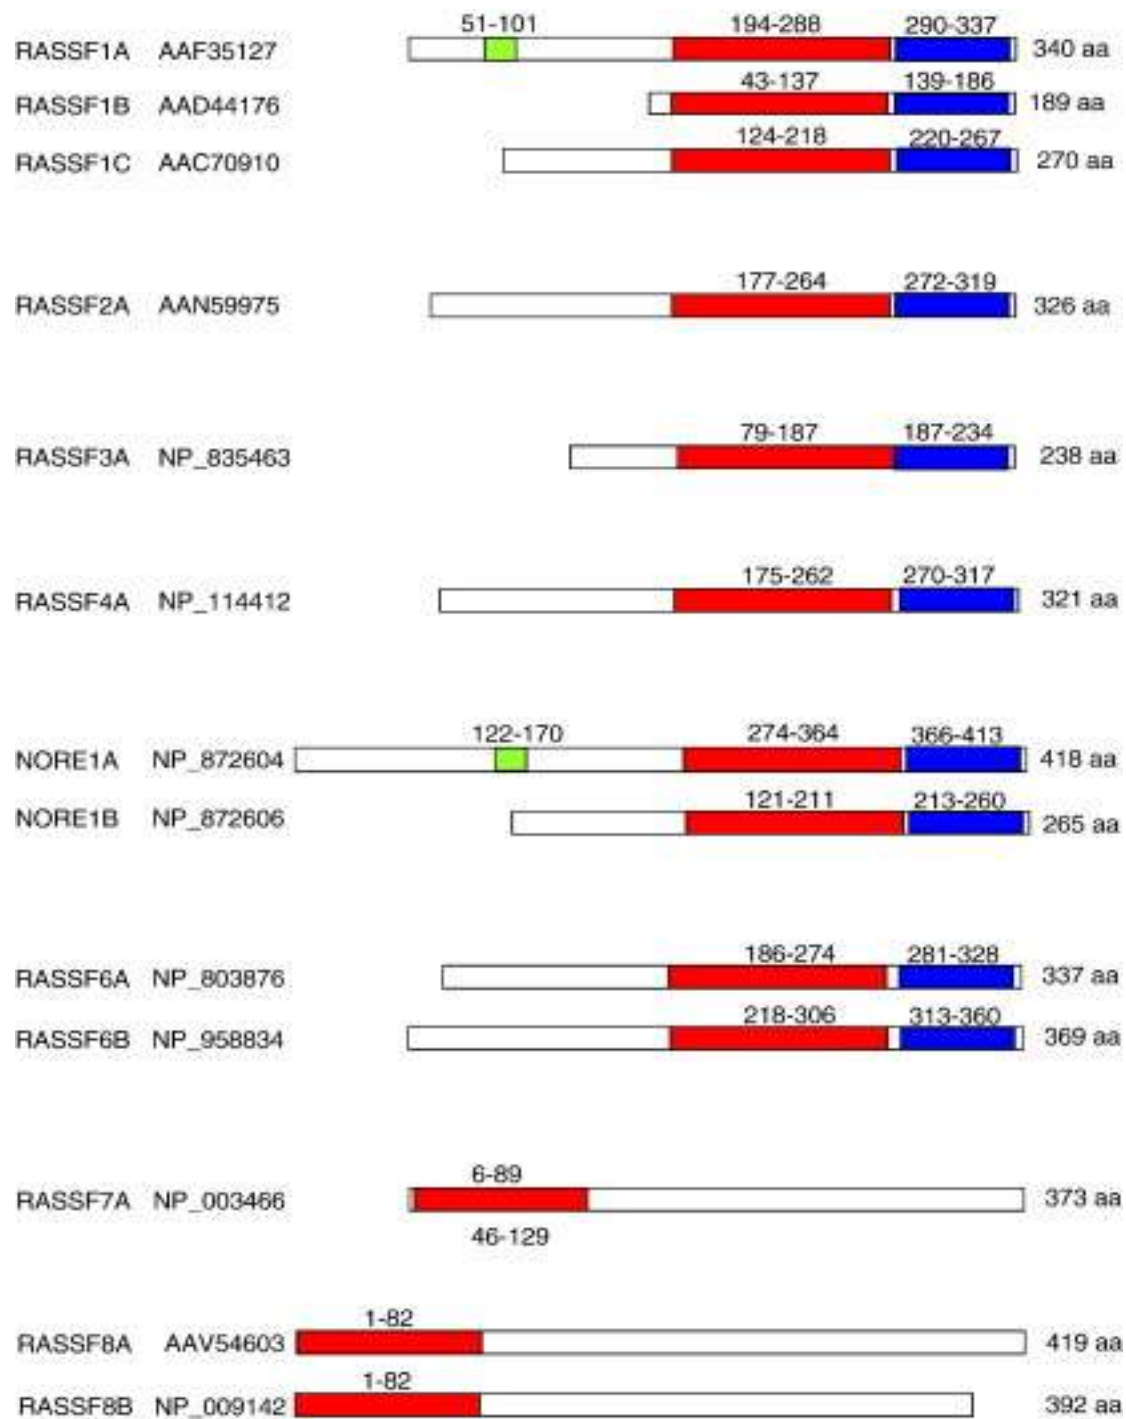 51-101 194-288 290-337
RASSF1A AAF35127 340 aa
43-137 139-186
RASSF1B AAD44176 189 aa
124-218 220-267
RASSF1C AAC70910 270 aa
177-264 272-319
RASSF2A AAN59975 326 aa
79-187 187-234
RASSF3A NP_835463 238 aa
175-262 270-317
RASSF4A NP_114412 321 aa
122-170 274-364 366-413
NORE1A NP_872604 418 aa
121-211 213-260
NORE1B NP_872606 265 aa
186-274 281-328
RASSF6A NP_803876 337 aa
218-306 313-360
RASSF6B NP_958834 369 aa
6-89
RASSF7A NP_003466 373 aa
46-129
1-82
RASSF8A AAV54603 419 aa
1-82
RASSF8B NP_009142 392 aa